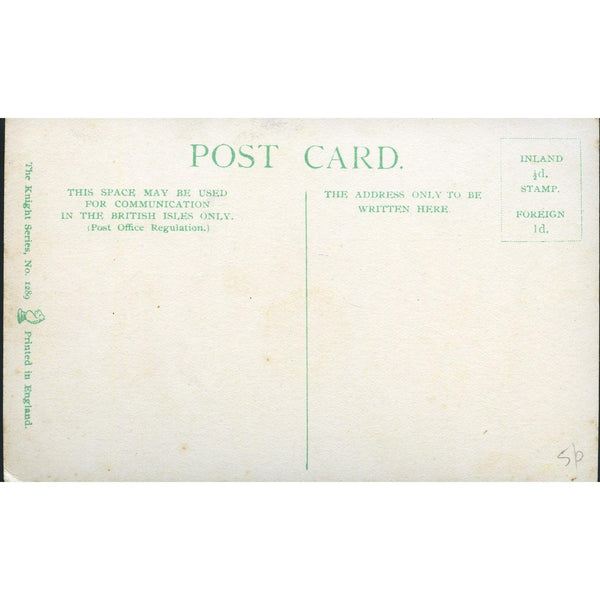 POST CARD.
THIS SPACE MAY BE USED
FOR COMMUNICATION
IN THE BRITISH ISLES ONLY.
(Post Office Regulation.)
THE ADDRESS ONLY TO BE
WRITTEN HERE.
INLAND
½d.
STAMP.
FOREIGN
1d.
The Knight Series, No. 1289
Printed in England.